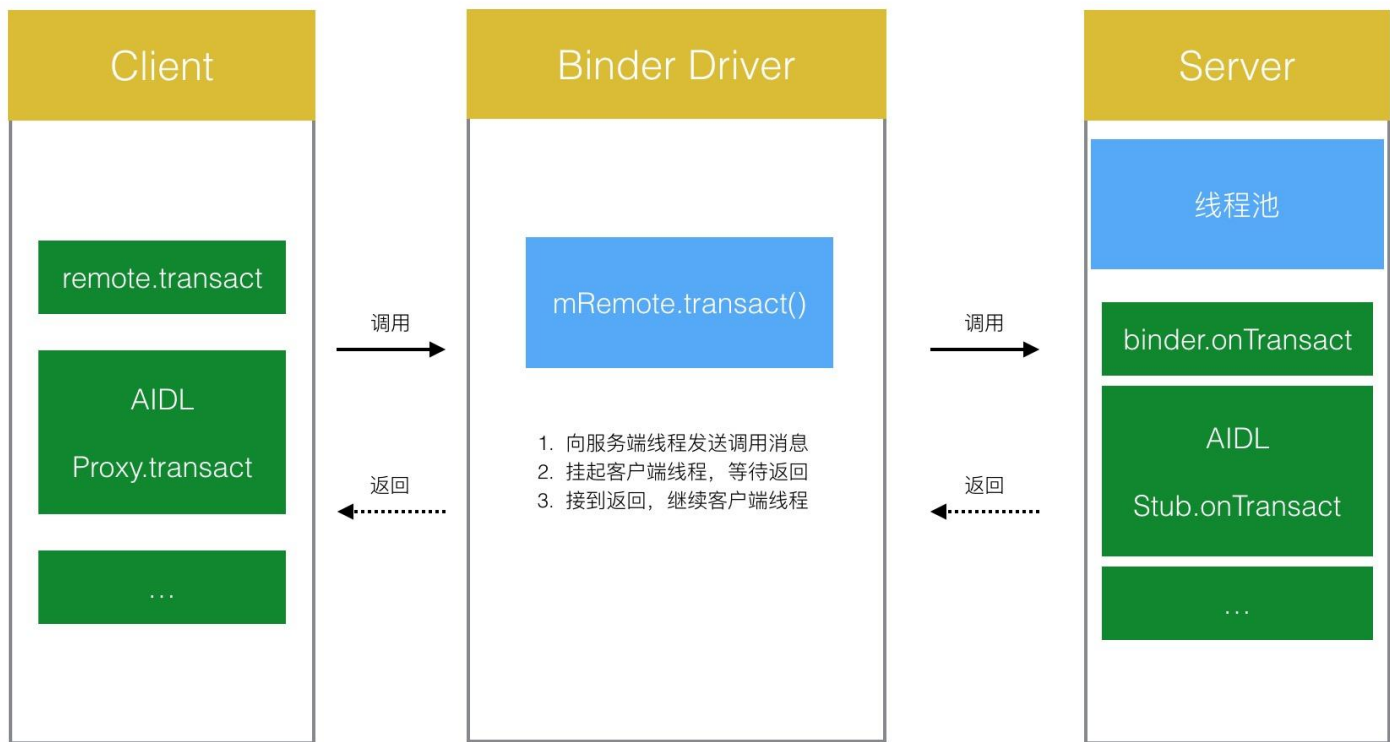 Client
remote.transact
AIDL
Proxy.transact
...
调用
返回
Binder Driver
mRemote.transact()
1. 向服务端线程发送调用消息
2. 挂起客户端线程，等待返回
3. 接到返回，继续客户端线程
调用
返回
Server
线程池
binder.onTransact
AIDL
Stub.onTransact
...